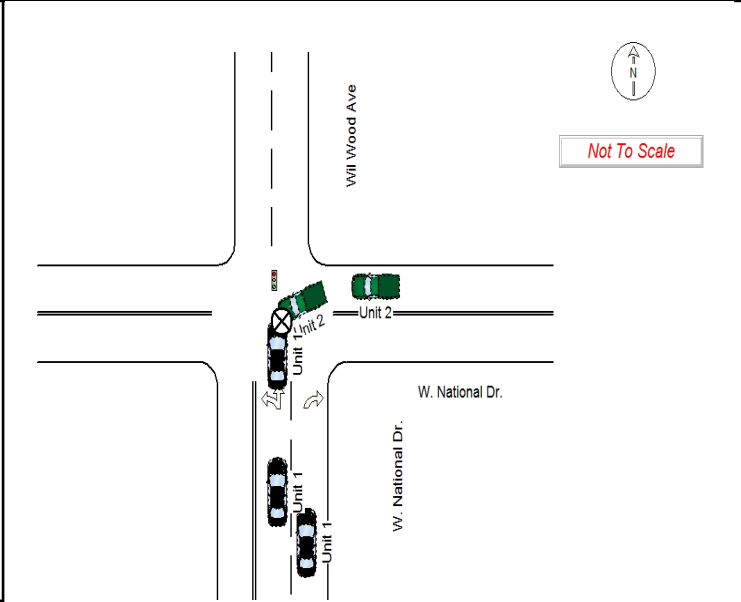 N
Wil Wood Ave
Not To Scale
Unit 2
Unit 2
Unit 1
W. National Dr.
W. National Dr.
Unit 1
Unit 1